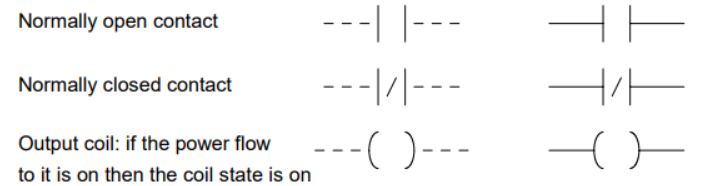 Normally open contact
Normally closed contact
Output coil: if the power flow
to it is on then the coil state is on